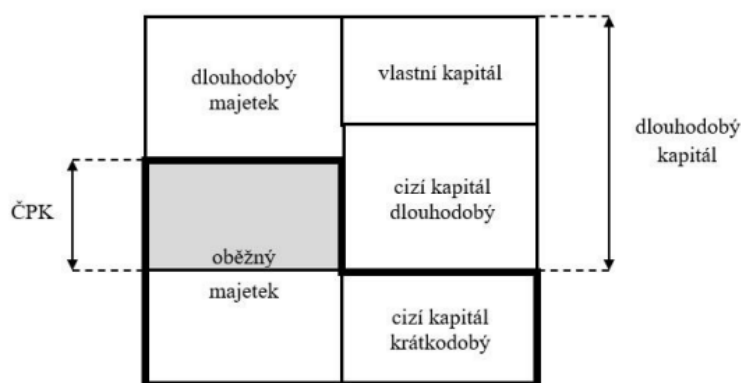 dlouhodobý
majetek
vlastní kapitál
dlouhodobý
kapitál
ČPK
cizí kapitál
dlouhodobý
oběžný
majetek
cizí kapitál
krátkodobý